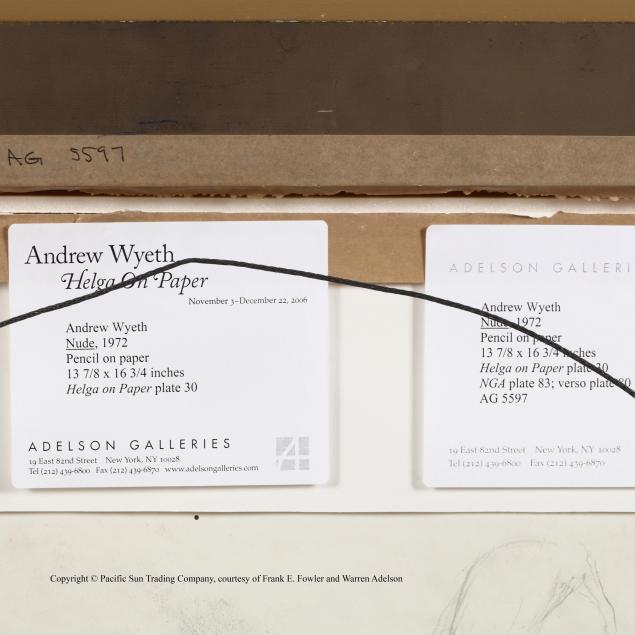 AG 5597
Andrew Wyeth
Helga On Paper
November 3–December 22, 2006
Andrew Wyeth
Nude, 1972
Pencil on paper
13 7/8 x 16 3/4 inches
Helga on Paper plate 30
ADELSON GALLERIES
19 East 82nd Street New York, NY 10028
Tel (212) 439-6800 Fax (212) 439-6870 www.adelsongalleries.com
ADELSON GALLERI
Andrew Wyeth
Nude, 1972
Pencil on paper
13 7/8 x 16 3/4 inches
Helga on Paper plate 30
NGA plate 83; verso plate 80
AG 5597
19 East 82nd Street New York, NY 10028
Tel (212) 439-6800 Fax (212) 439-6870
Copyright © Pacific Sun Trading Company, courtesy of Frank E. Fowler and Warren Adelson